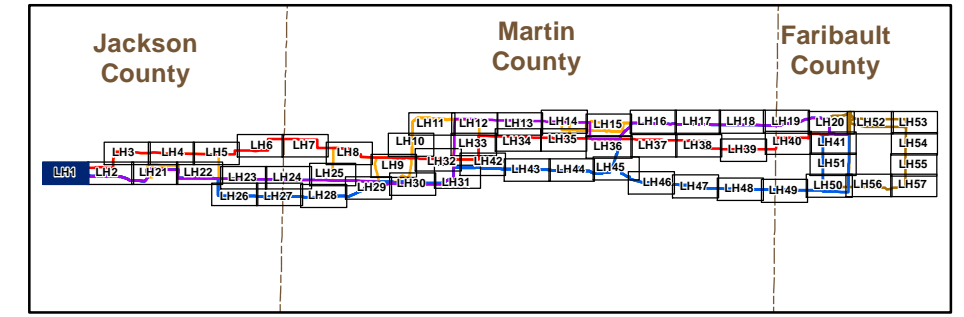 Jackson
County
Martin
County
Faribault
County
LH11 LH12 LH13 LH14 LH15 LH16 LH17 LH18 LH19 LH20 LH52 LH53
LH3 LH4 LH5 LH6 LH7 LH8 LH10 LH33 LH34 LH35 LH36 LH37 LH38 LH39 LH40 LH41 LH54
LH1 LH2 LH21 LH22 LH23 LH24 LH25 LH9 LH32 LH42 LH43 LH44 LH45 LH51 LH55
LH26 LH27 LH28 LH29 LH30 LH31 LH46 LH47 LH48 LH49 LH50 LH56 LH57